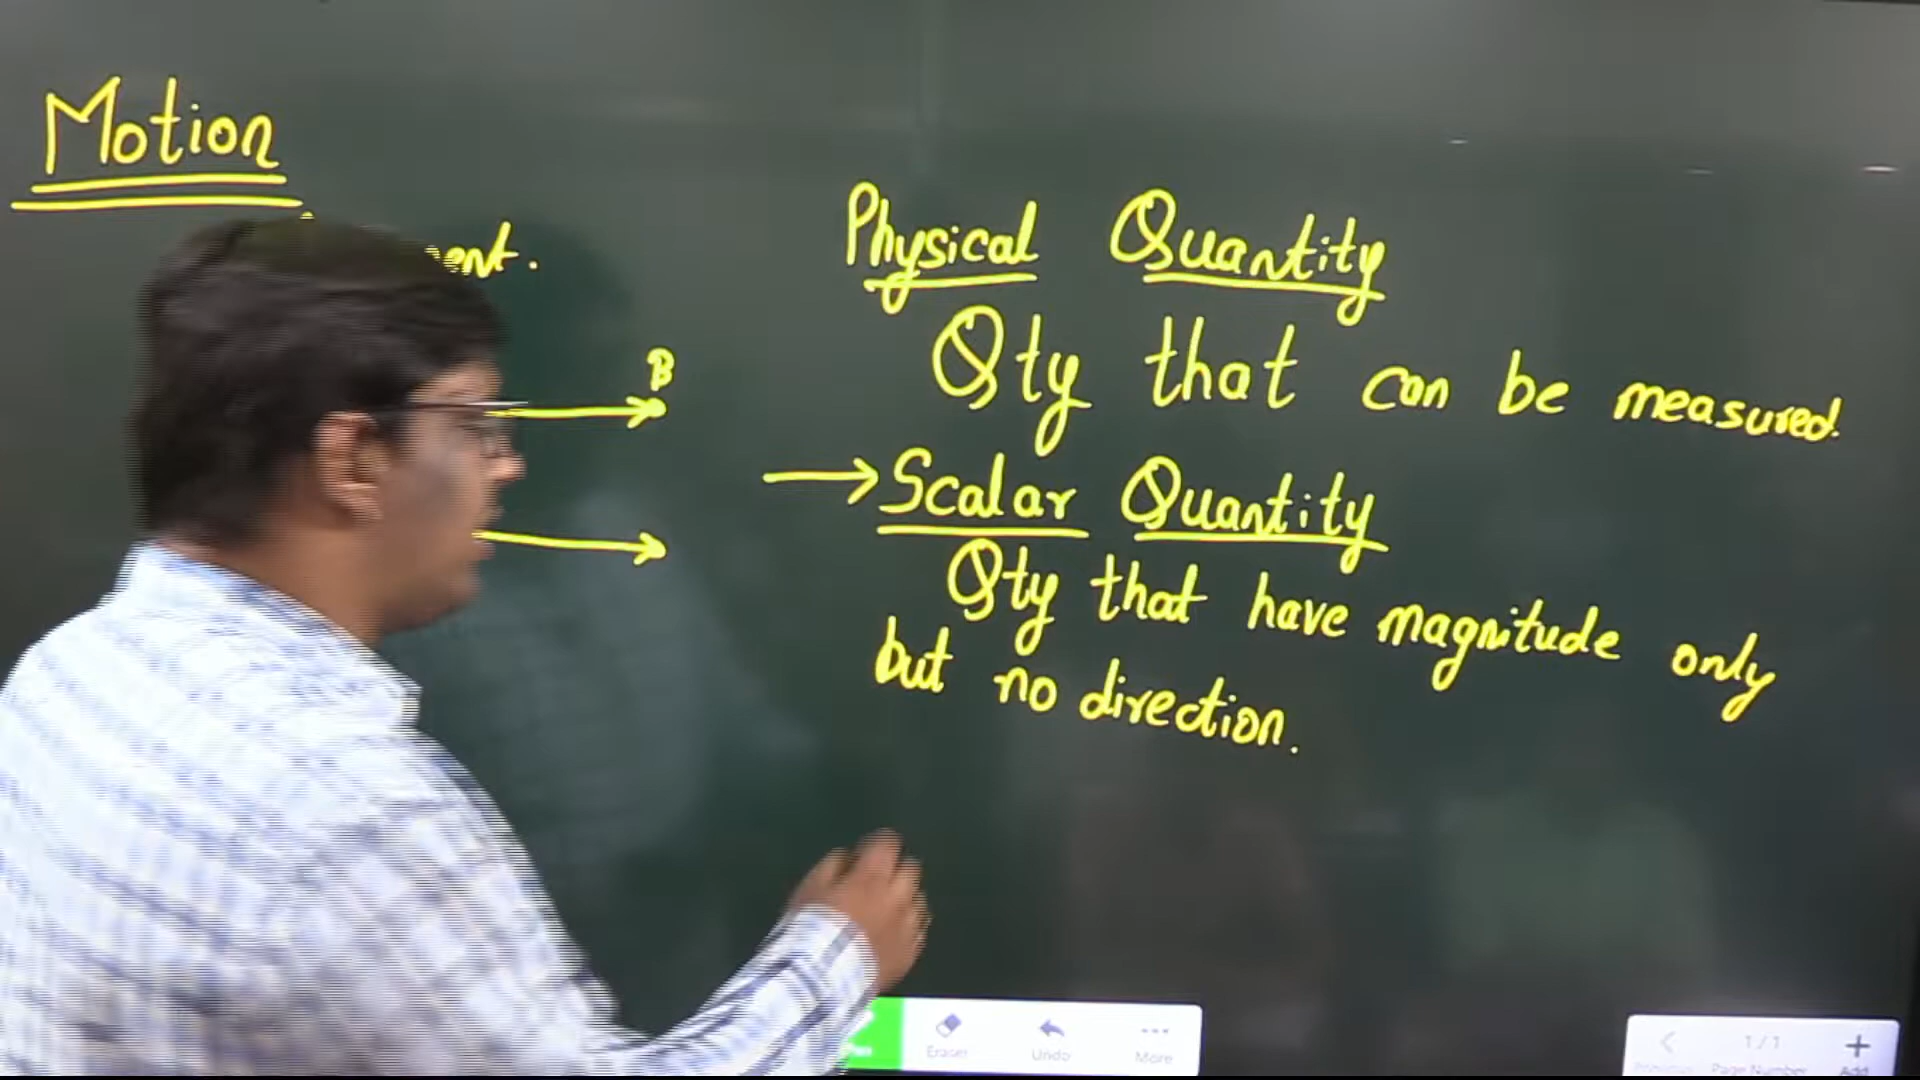 Motion
ent.
B
Physical Quantity
Qty that can be measured.
→ Scalar Quantity
Qty that have magnitude only
but no direction.
Eraser
Undo
More
1/1
Page Number
Add